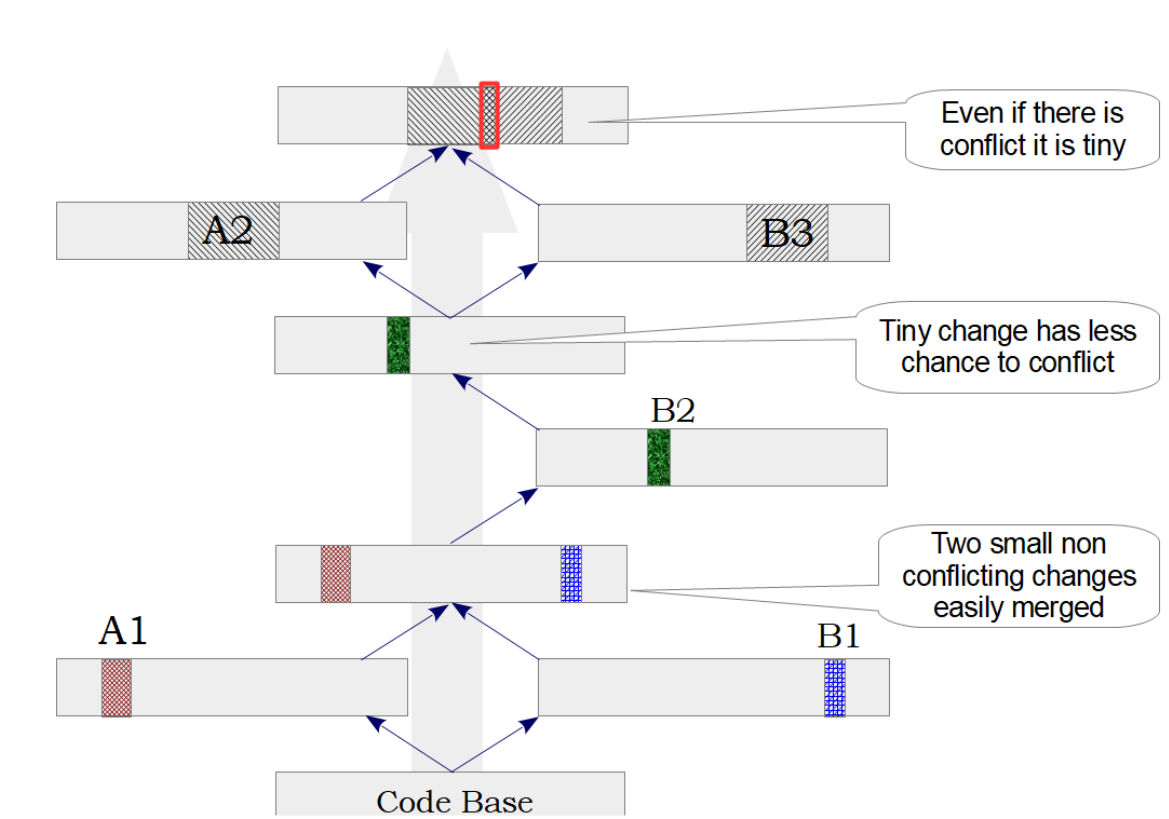 Even if there is
conflict it is tiny
A2
B3
Tiny change has less
chance to conflict
B2
Two small non
conflicting changes
easily merged
A1
B1
Code Base